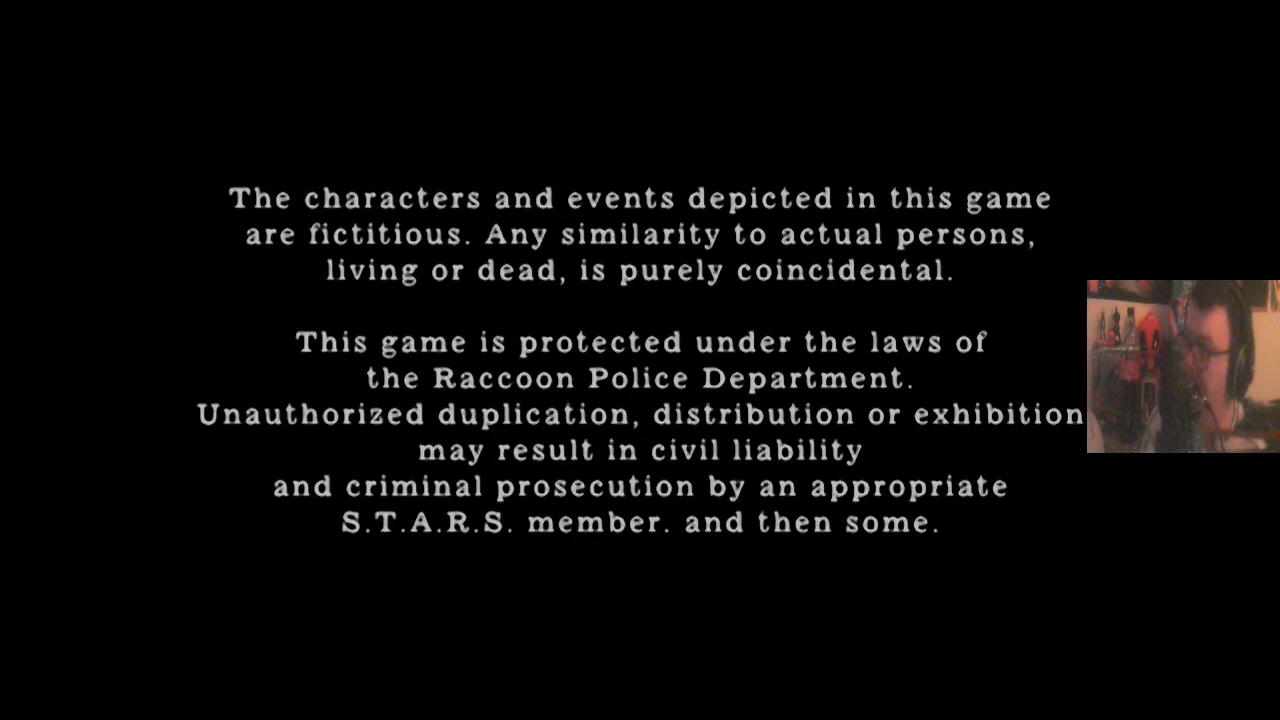 The characters and events depicted in this game
are fictitious. Any similarity to actual persons,
living or dead, is purely coincidental.
This game is protected under the laws of
the Raccoon Police Department.
Unauthorized duplication, distribution or exhibition
may result in civil liability
and criminal prosecution by an appropriate
S.T.A.R.S. member. and then some.